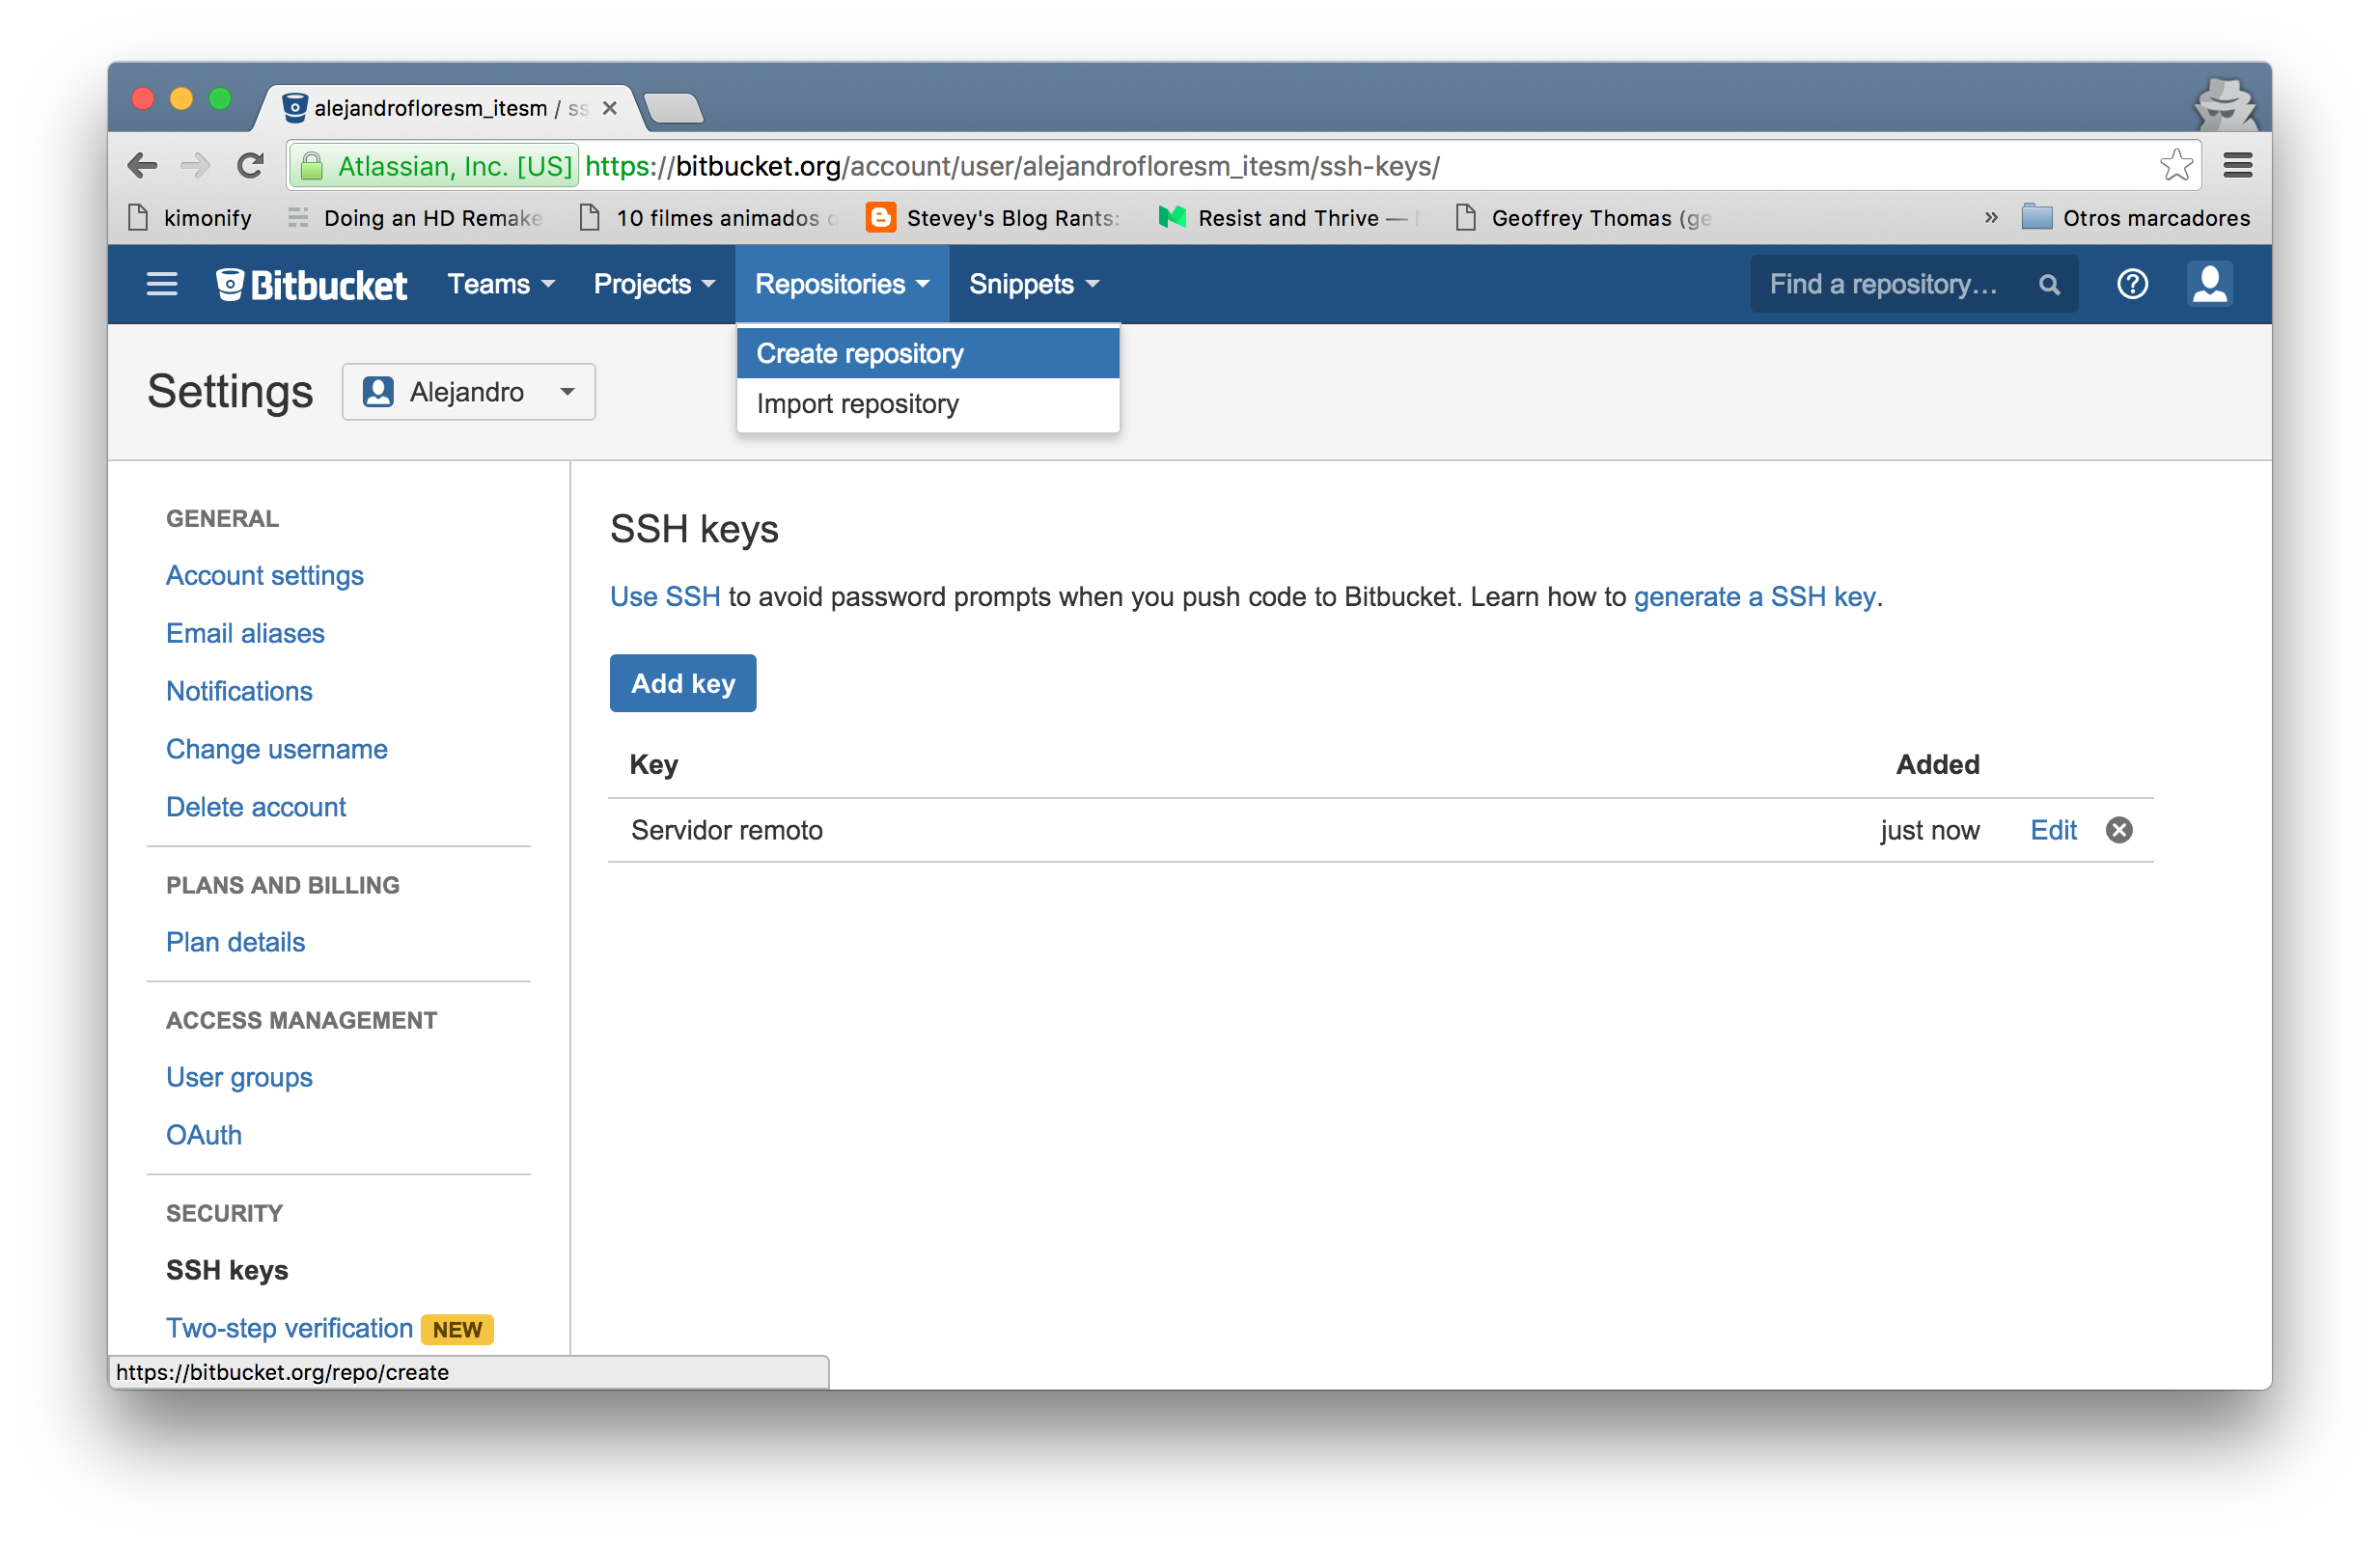 alejandrofloresm_itesm / ss
Atlassian, Inc. [US] https://bitbucket.org/account/user/alejandrofloresm_itesm/ssh-keys/
kimonify Doing an HD Remake 10 filmes animados Stevey's Blog Rants: Resist and Thrive — Geoffrey Thomas (ge » Otros marcadores
Bitbucket Teams Projects Repositories Snippets Find a repository...
Create repository
Import repository
Settings Alejandro
GENERAL
Account settings
Email aliases
Notifications
Change username
Delete account
PLANS AND BILLING
Plan details
ACCESS MANAGEMENT
User groups
OAuth
SECURITY
SSH keys
Two-step verification NEW
SSH keys
Use SSH to avoid password prompts when you push code to Bitbucket. Learn how to generate a SSH key.
Add key
Key Added
Servidor remoto just now Edit
https://bitbucket.org/repo/create